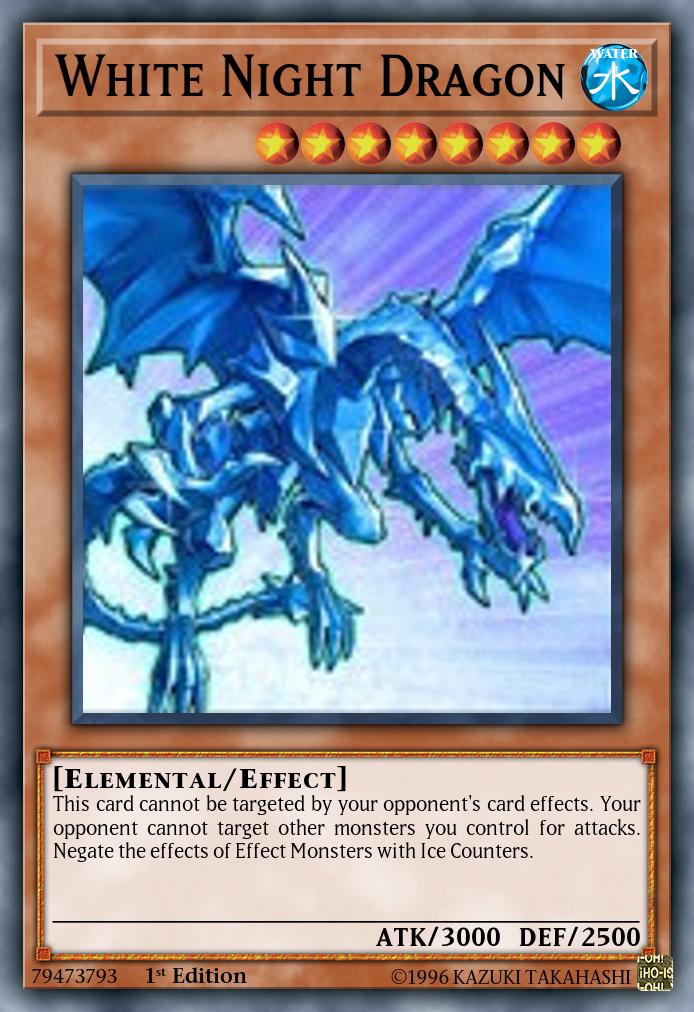 White Night Dragon
WATER
水
[Elemental/Effect]
This card cannot be targeted by your opponent's card effects. Your
opponent cannot target other monsters you control for attacks.
Negate the effects of Effect Monsters with Ice Counters.
ATK/3000 DEF/2500
79473793 1st Edition ©1996 KAZUKI TAKAHASHI